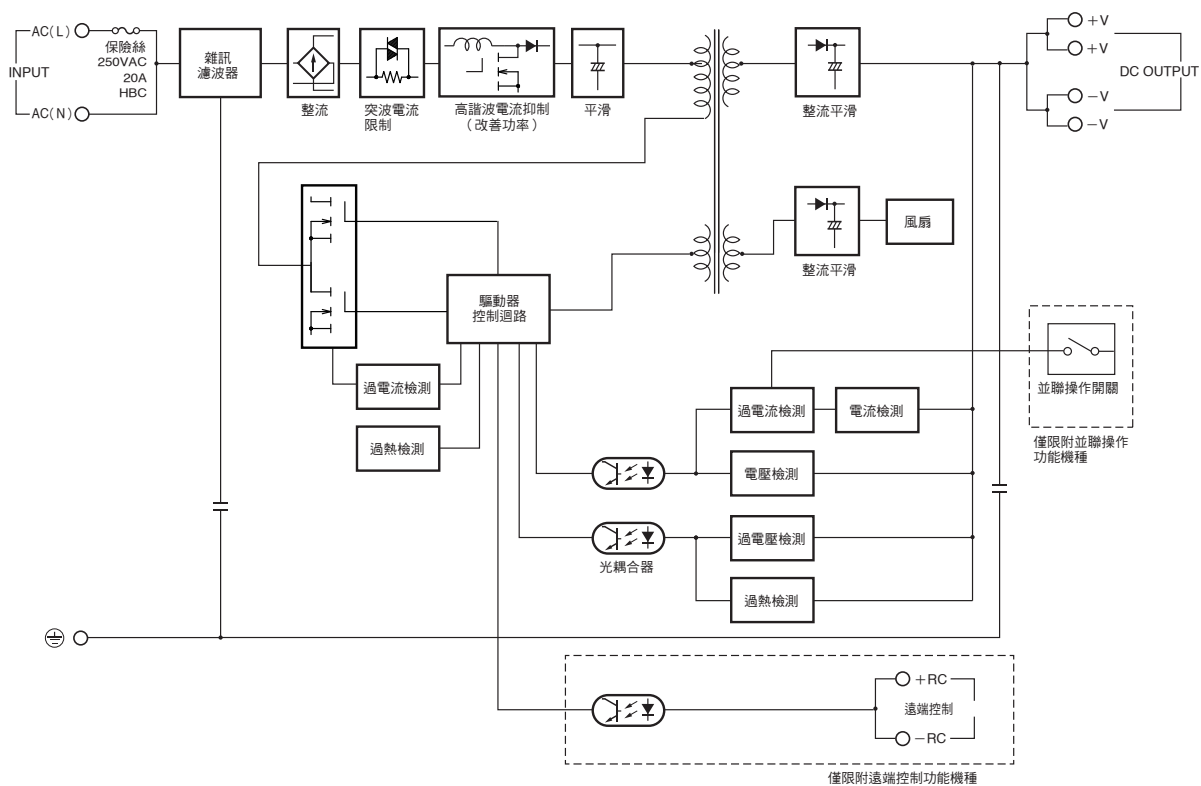 AC(L)
保險絲
250VAC
20A
HBC
INPUT
AC(N)
雜訊
濾波器
整流
突波電流
限制
高諧波電流抑制
（改善功率）
平滑
整流平滑
+V
+V
DC OUTPUT
−V
−V
整流平滑
風扇
驅動器
控制迴路
過電流檢測
過熱檢測
過電流檢測
電流檢測
並聯操作開關
僅限附並聯操作
功能機種
電壓檢測
過電壓檢測
光耦合器
過熱檢測
+RC
遠端控制
−RC
僅限附遠端控制功能機種